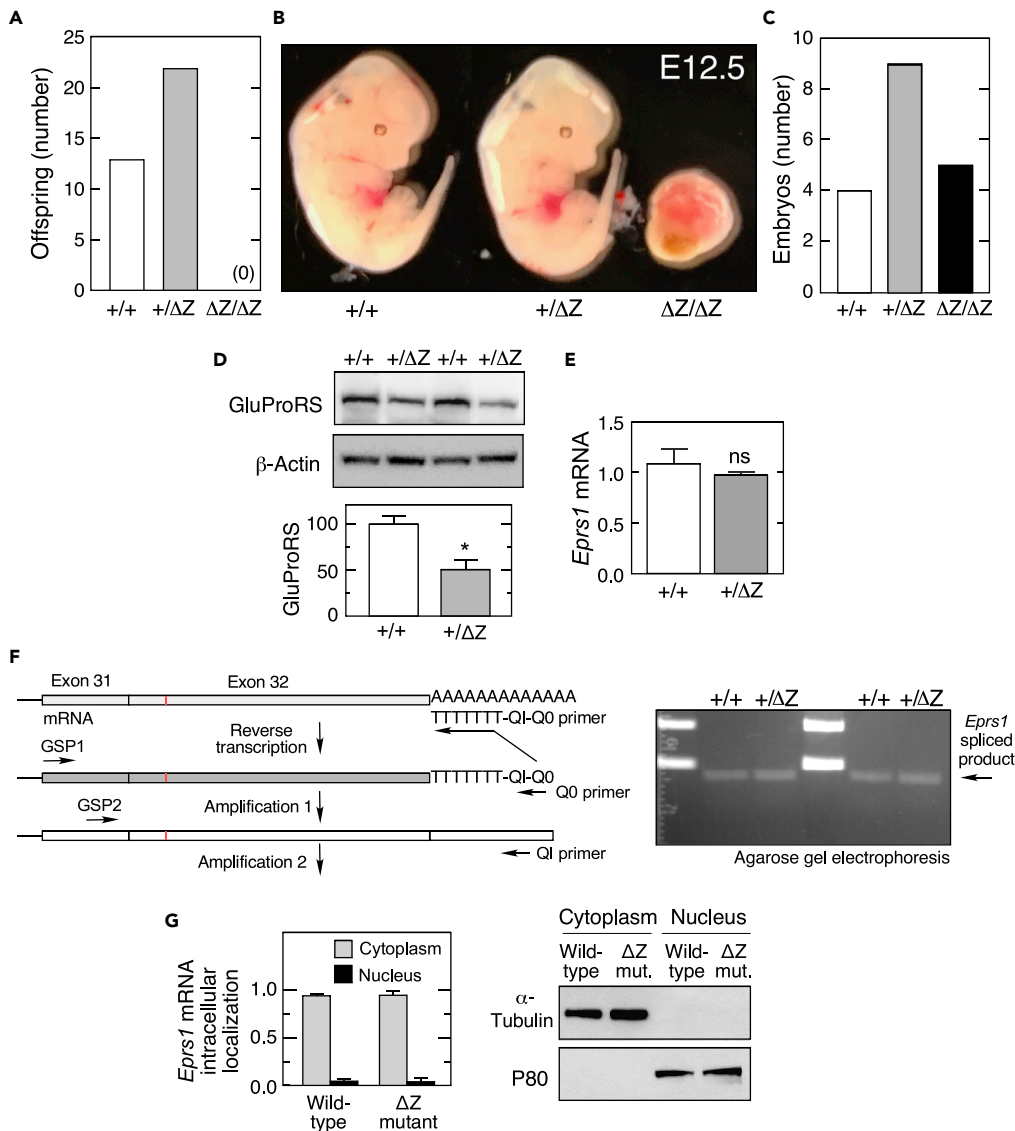 A
Offspring (number)
25
20
15
10
5
0
(0)
+/+ +/ΔZ ΔZ/ΔZ
B
E12.5
+/+ +/ΔZ ΔZ/ΔZ
C
Embryos (number)
10
8
6
4
2
0
+/+ +/ΔZ ΔZ/ΔZ
D
+/+ +/ΔZ +/+ +/ΔZ
GluProRS
β-Actin
GluProRS
100
50
0
*
+/+ +/ΔZ
E
Eprs1 mRNA
1.5
1.0
0.5
0.0
ns
+/+ +/ΔZ
F
Exon 31 Exon 32 AAAAAAAAAAAAA
mRNA TTTTTTT-QI-Q0 primer
Reverse
transcription
GSP1
TTTTTTT-QI-Q0
Q0 primer
GSP2 Amplification 1
QI primer
Amplification 2
+/+ +/ΔZ +/+ +/ΔZ
Eprs1
spliced
product
Agarose gel electrophoresis
G
Eprs1 mRNA
intracellular
localization
Cytoplasm
Nucleus
1.0
0.5
0.0
Wild-
type
ΔZ
mutant
Cytoplasm Nucleus
Wild- ΔZ Wild- ΔZ
type mut. type mut.
α-
Tubulin
P80